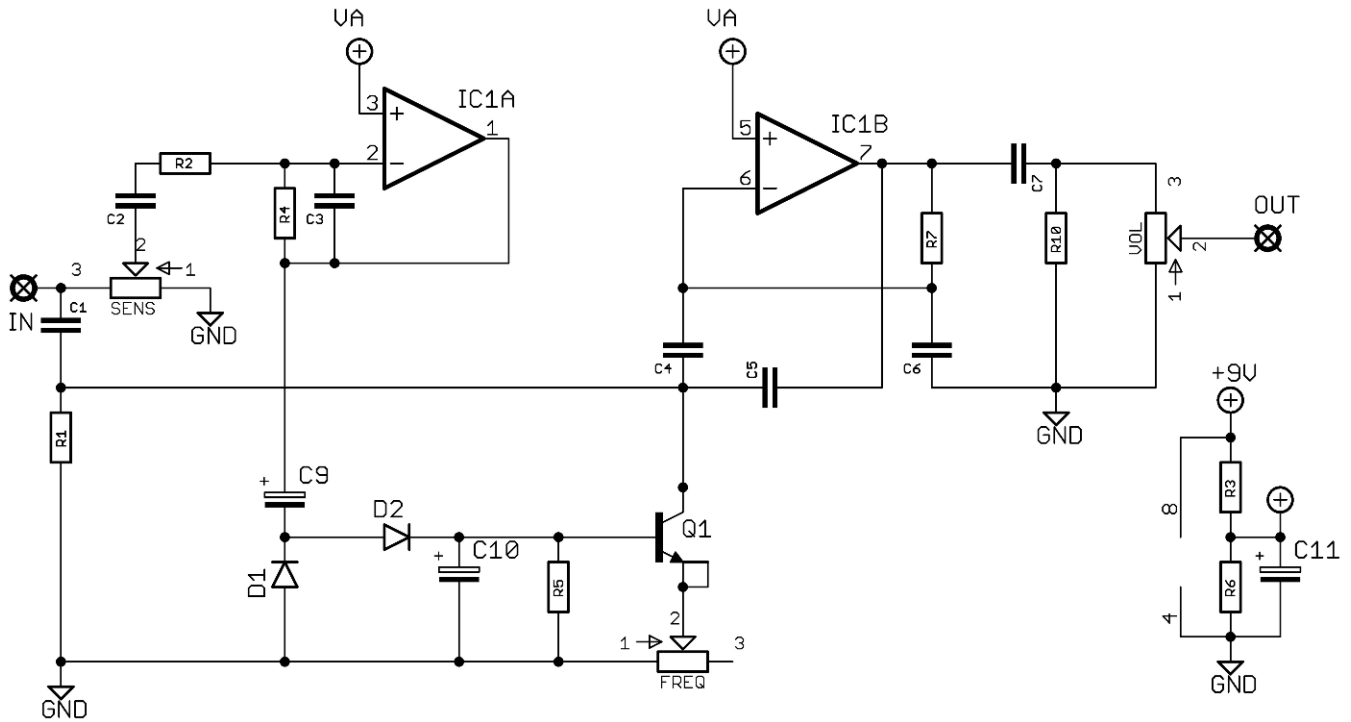 VA
VA
3
+
IC1A
1
2
−
5
+
IC1B
7
6
−
R2
C2
R4
C3
2
1
3
IN
C1
SENS
GND
R7
C7
R10
3
VOL
2
OUT
1
C4
C5
C6
GND
+9V
R1
+
C9
D2
D1
+
C10
R5
Q1
2
1
3
FREQ
GND
8
R3
4
R6
+
C11
GND